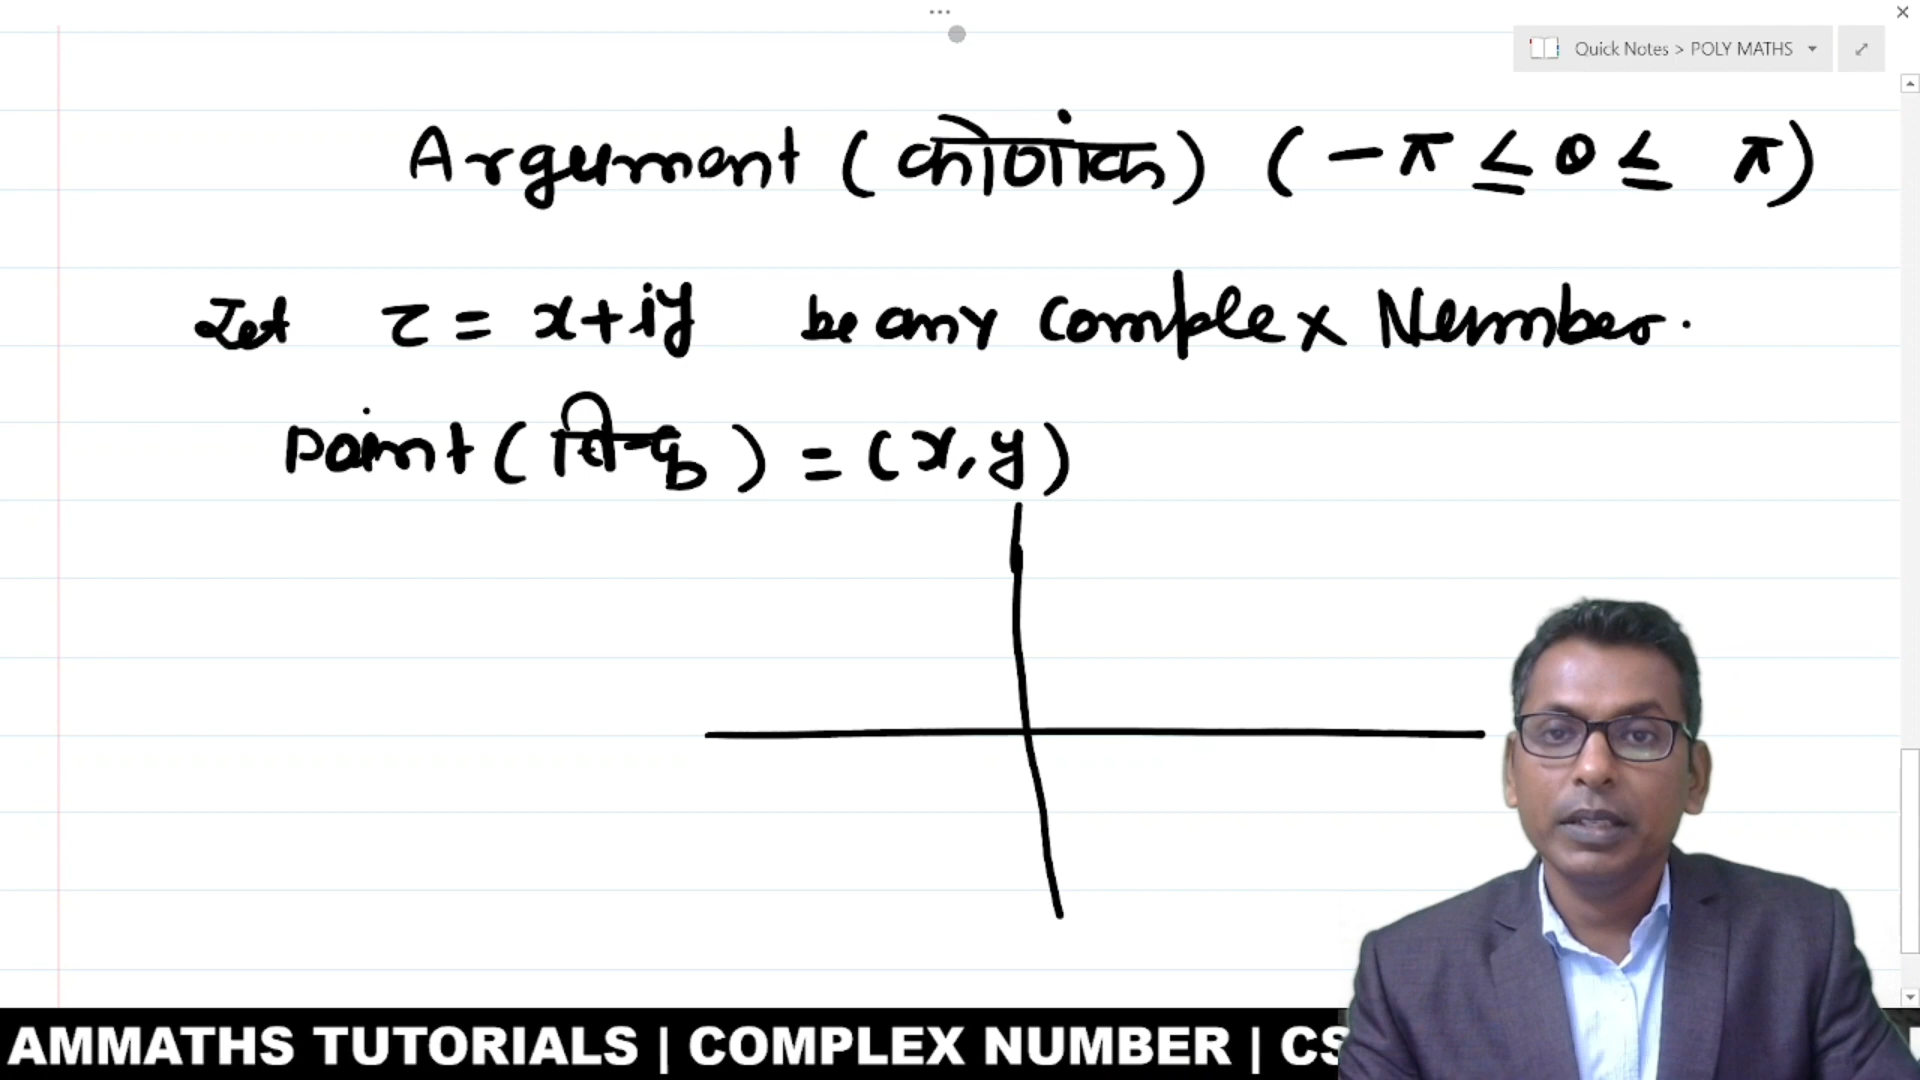 Quick Notes > POLY MATHS
Argument (कोणांक) (-π ≤ θ ≤ π)
Let z = x+iy be any Complex Number.
Point (बिन्दु) = (x,y)
AMMATHS TUTORIALS | COMPLEX NUMBER | CS